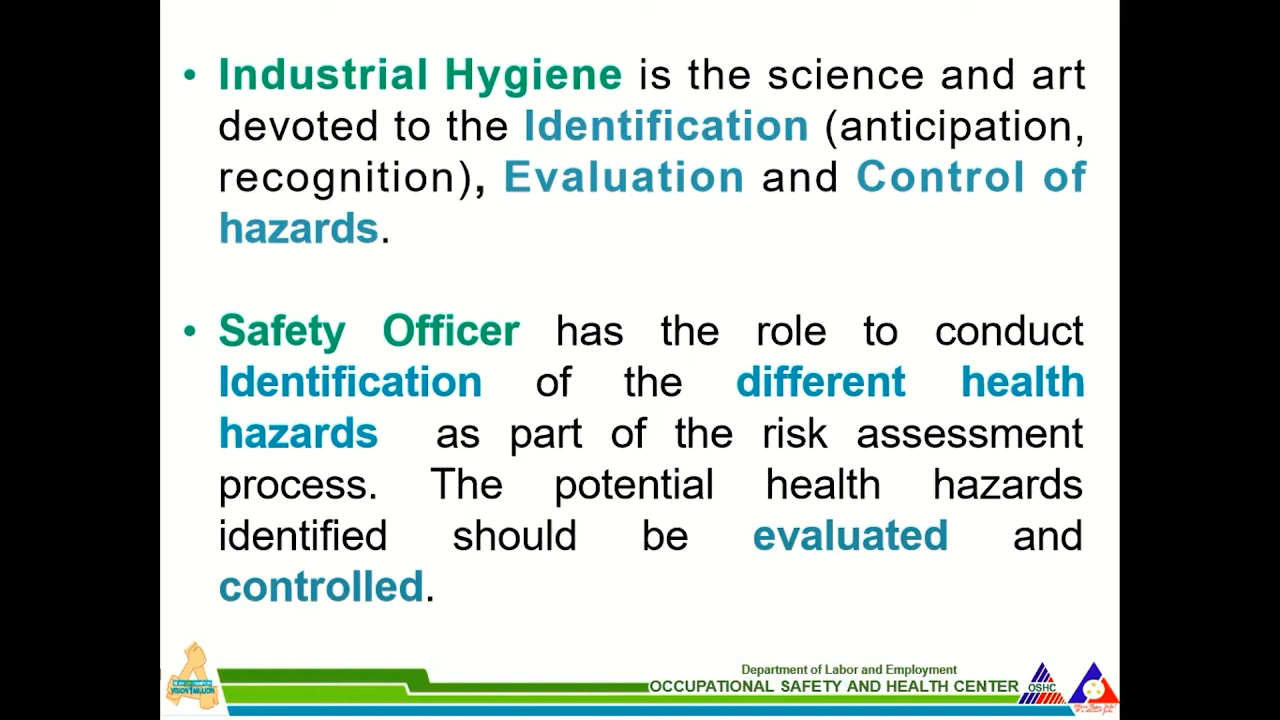 • Industrial Hygiene is the science and art
devoted to the Identification (anticipation,
recognition), Evaluation and Control of
hazards.
• Safety Officer has the role to conduct
Identification of the different health
hazards as part of the risk assessment
process. The potential health hazards
identified should be evaluated and
controlled.
VISION 1 MILLION
Department of Labor and Employment
OCCUPATIONAL SAFETY AND HEALTH CENTER
OSHC